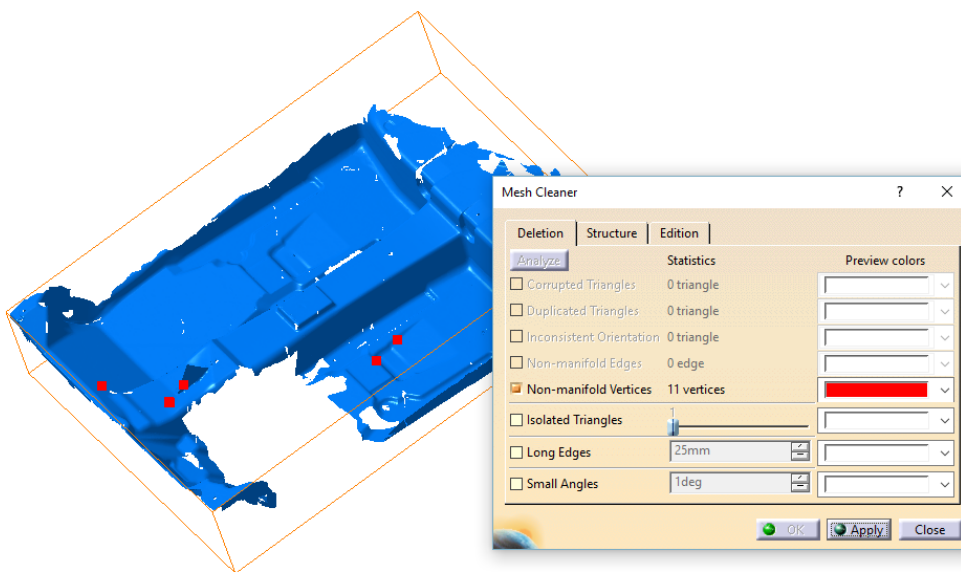 Mesh Cleaner ? X
Deletion Structure Edition
Analyze Statistics Preview colors
Corrupted Triangles 0 triangle
Duplicated Triangles 0 triangle
Inconsistent Orientation 0 triangle
Non-manifold Edges 0 edge
Non-manifold Vertices 11 vertices
Isolated Triangles 1
Long Edges 25mm
Small Angles 1deg
OK Apply Close